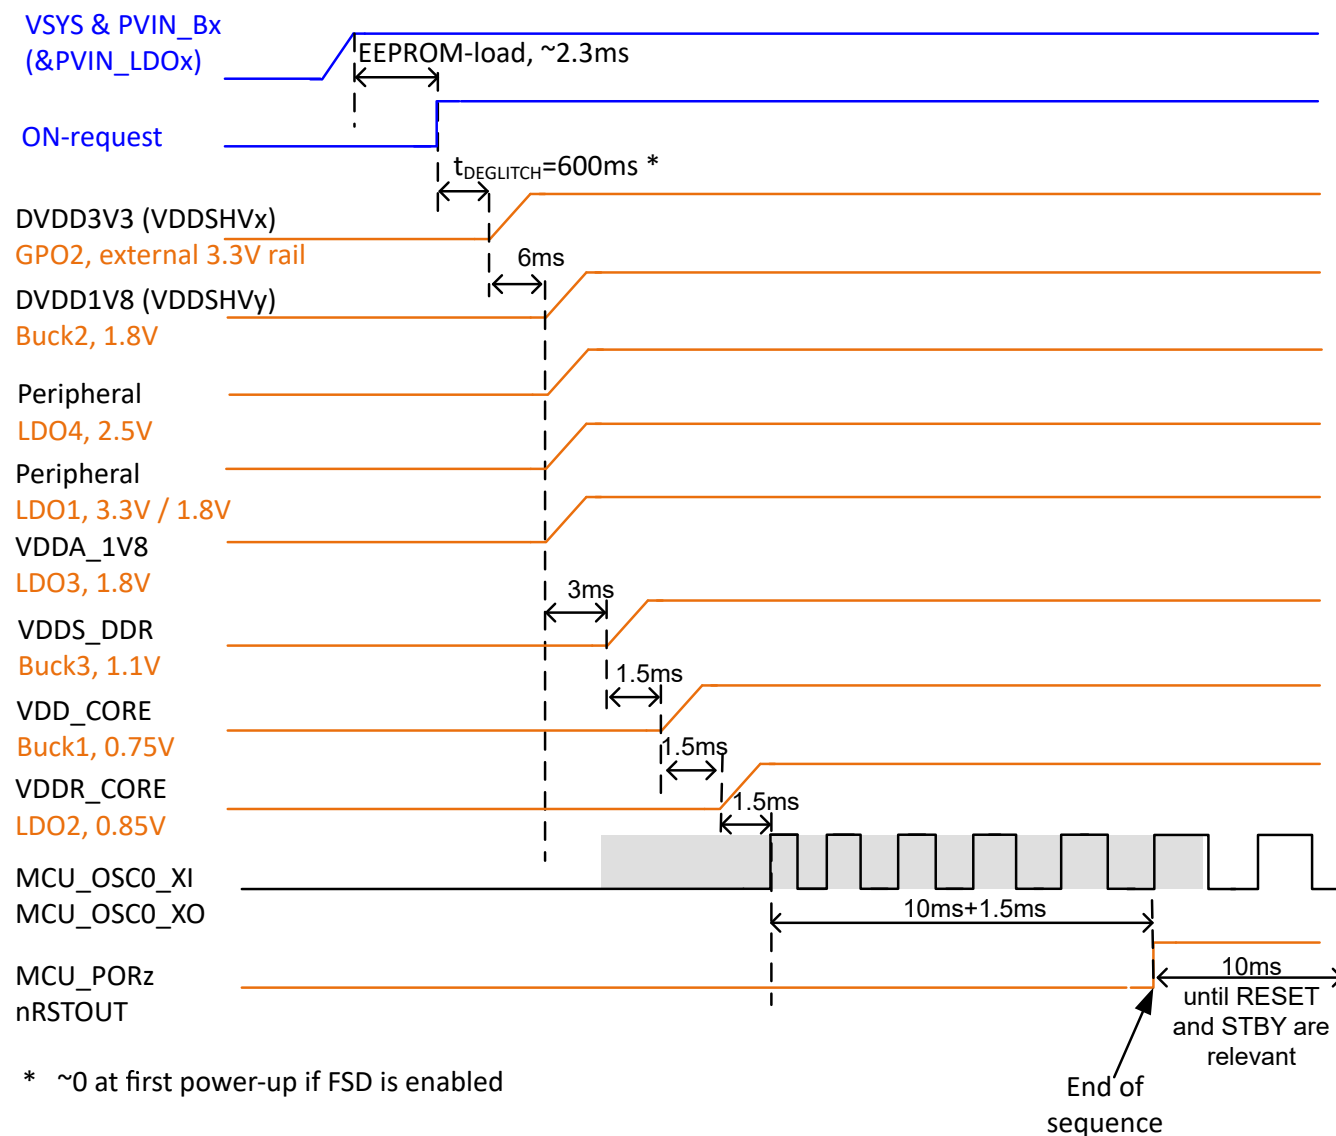 VSYS & PVIN_Bx
(&PVIN_LDOx)
EEPROM-load, ~2.3ms
ON-request
tDEGLITCH=600ms *
DVDD3V3 (VDDSHVx)
GPO2, external 3.3V rail
6ms
DVDD1V8 (VDDSHVy)
Buck2, 1.8V
Peripheral
LDO4, 2.5V
Peripheral
LDO1, 3.3V / 1.8V
VDDA_1V8
LDO3, 1.8V
3ms
VDDS_DDR
Buck3, 1.1V
1.5ms
VDD_CORE
Buck1, 0.75V
1.5ms
VDDR_CORE
LDO2, 0.85V
1.5ms
MCU_OSC0_XI
MCU_OSC0_XO
10ms+1.5ms
MCU_PORz
nRSTOUT
10ms
until RESET
and STBY are
relevant
* ~0 at first power-up if FSD is enabled
End of
sequence